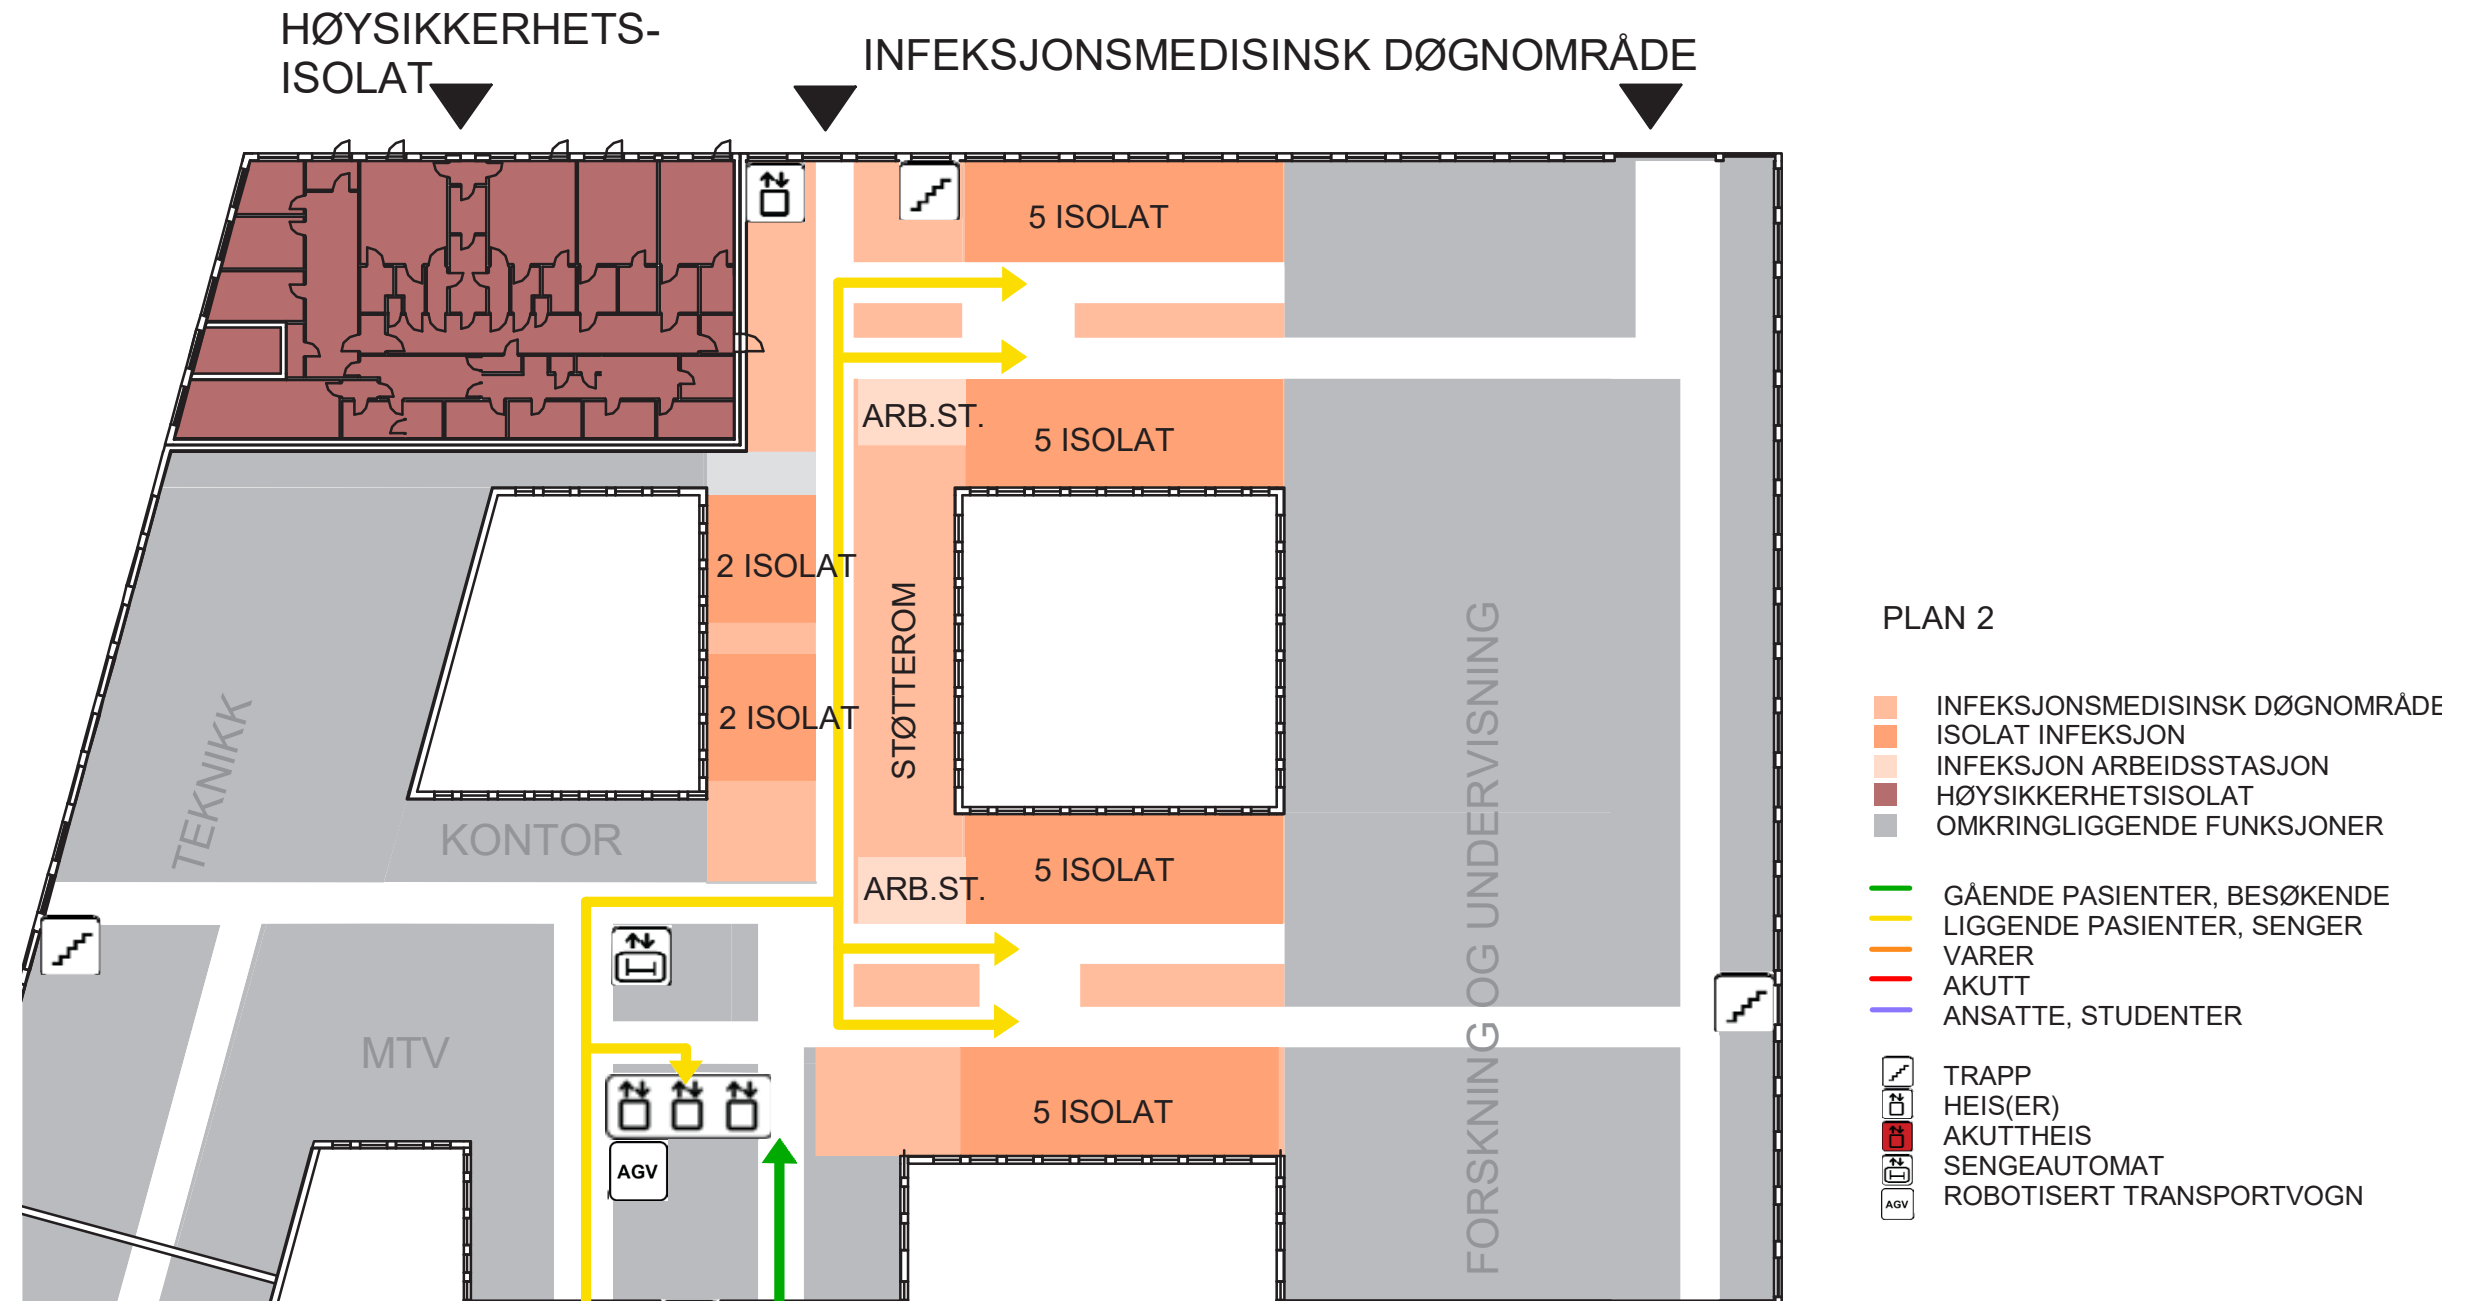 HØYSIKKERHETS-
ISOLAT
INFEKSJONSMEDISINSK DØGNOMRÅDE
5 ISOLAT
ARB.ST.
5 ISOLAT
2 ISOLAT
2 ISOLAT
STØTTEROM
TEKNIKK
KONTOR
ARB.ST.
5 ISOLAT
FORSKNING OG UNDERVISNING
MTV
5 ISOLAT
AGV
PLAN 2
INFEKSJONSMEDISINSK DØGNOMRÅDE
ISOLAT INFEKSJON
INFEKSJON ARBEIDSSTASJON
HØYSIKKERHETSISOLAT
OMKRINGLIGGENDE FUNKSJONER
GÅENDE PASIENTER, BESØKENDE
LIGGENDE PASIENTER, SENGER
VARER
AKUTT
ANSATTE, STUDENTER
TRAPP
HEIS(ER)
AKUTTHEIS
SENGEAUTOMAT
AGV ROBOTISERT TRANSPORTVOGN